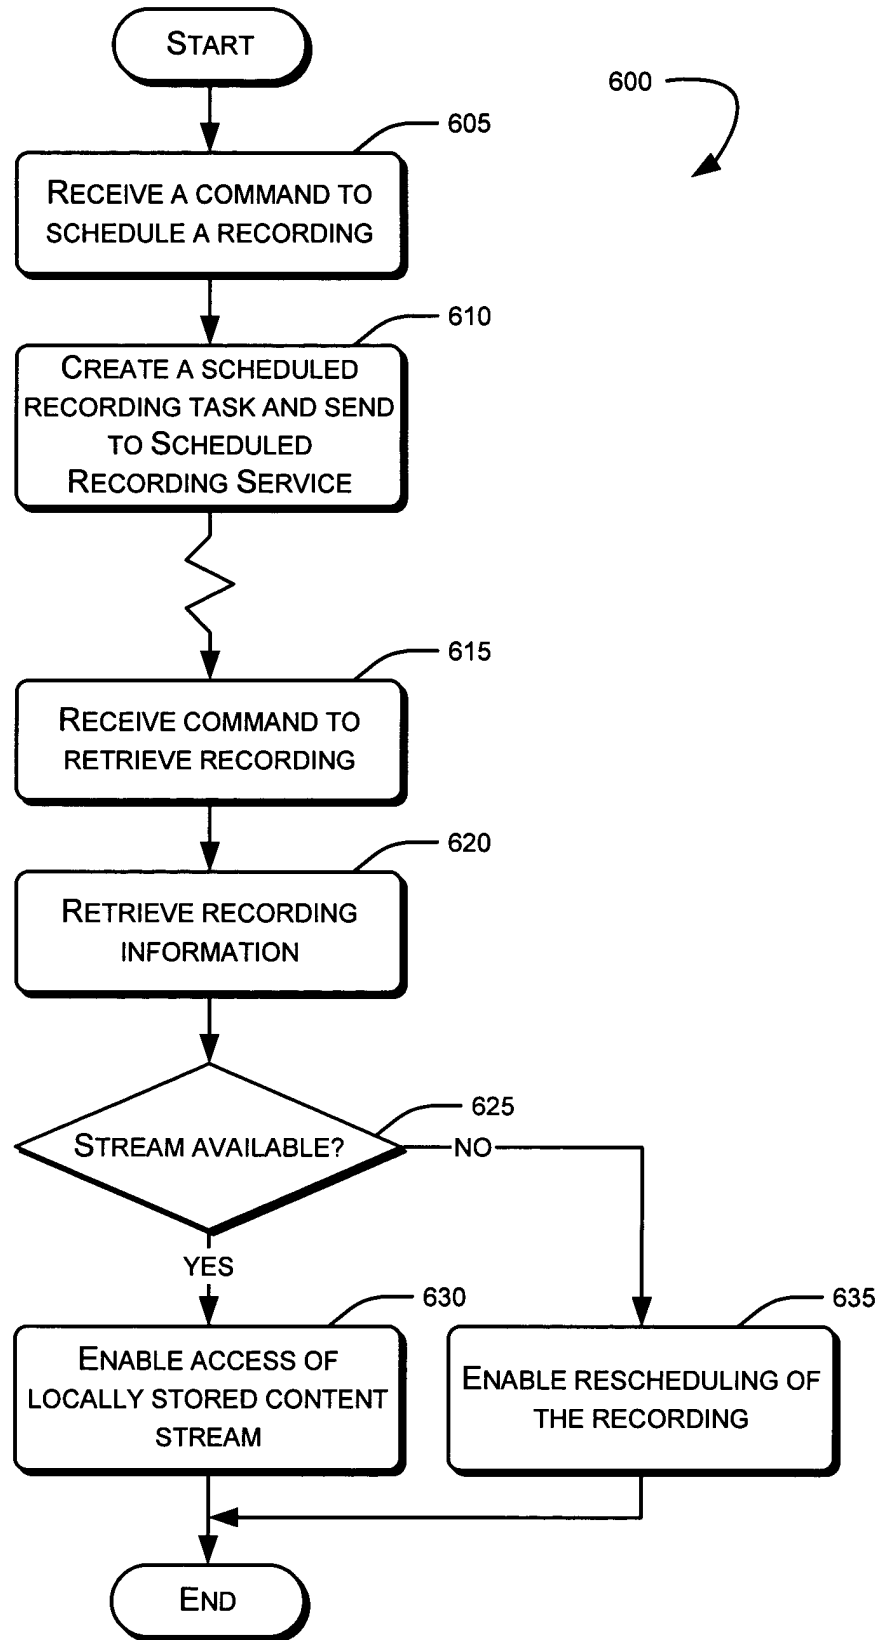 START
600
605
RECEIVE A COMMAND TO
SCHEDULE A RECORDING
610
CREATE A SCHEDULED
RECORDING TASK AND SEND
TO SCHEDULED
RECORDING SERVICE
615
RECEIVE COMMAND TO
RETRIEVE RECORDING
620
RETRIEVE RECORDING
INFORMATION
625
STREAM AVAILABLE?
NO
YES
630
ENABLE ACCESS OF
LOCALLY STORED CONTENT
STREAM
635
ENABLE RESCHEDULING OF
THE RECORDING
END